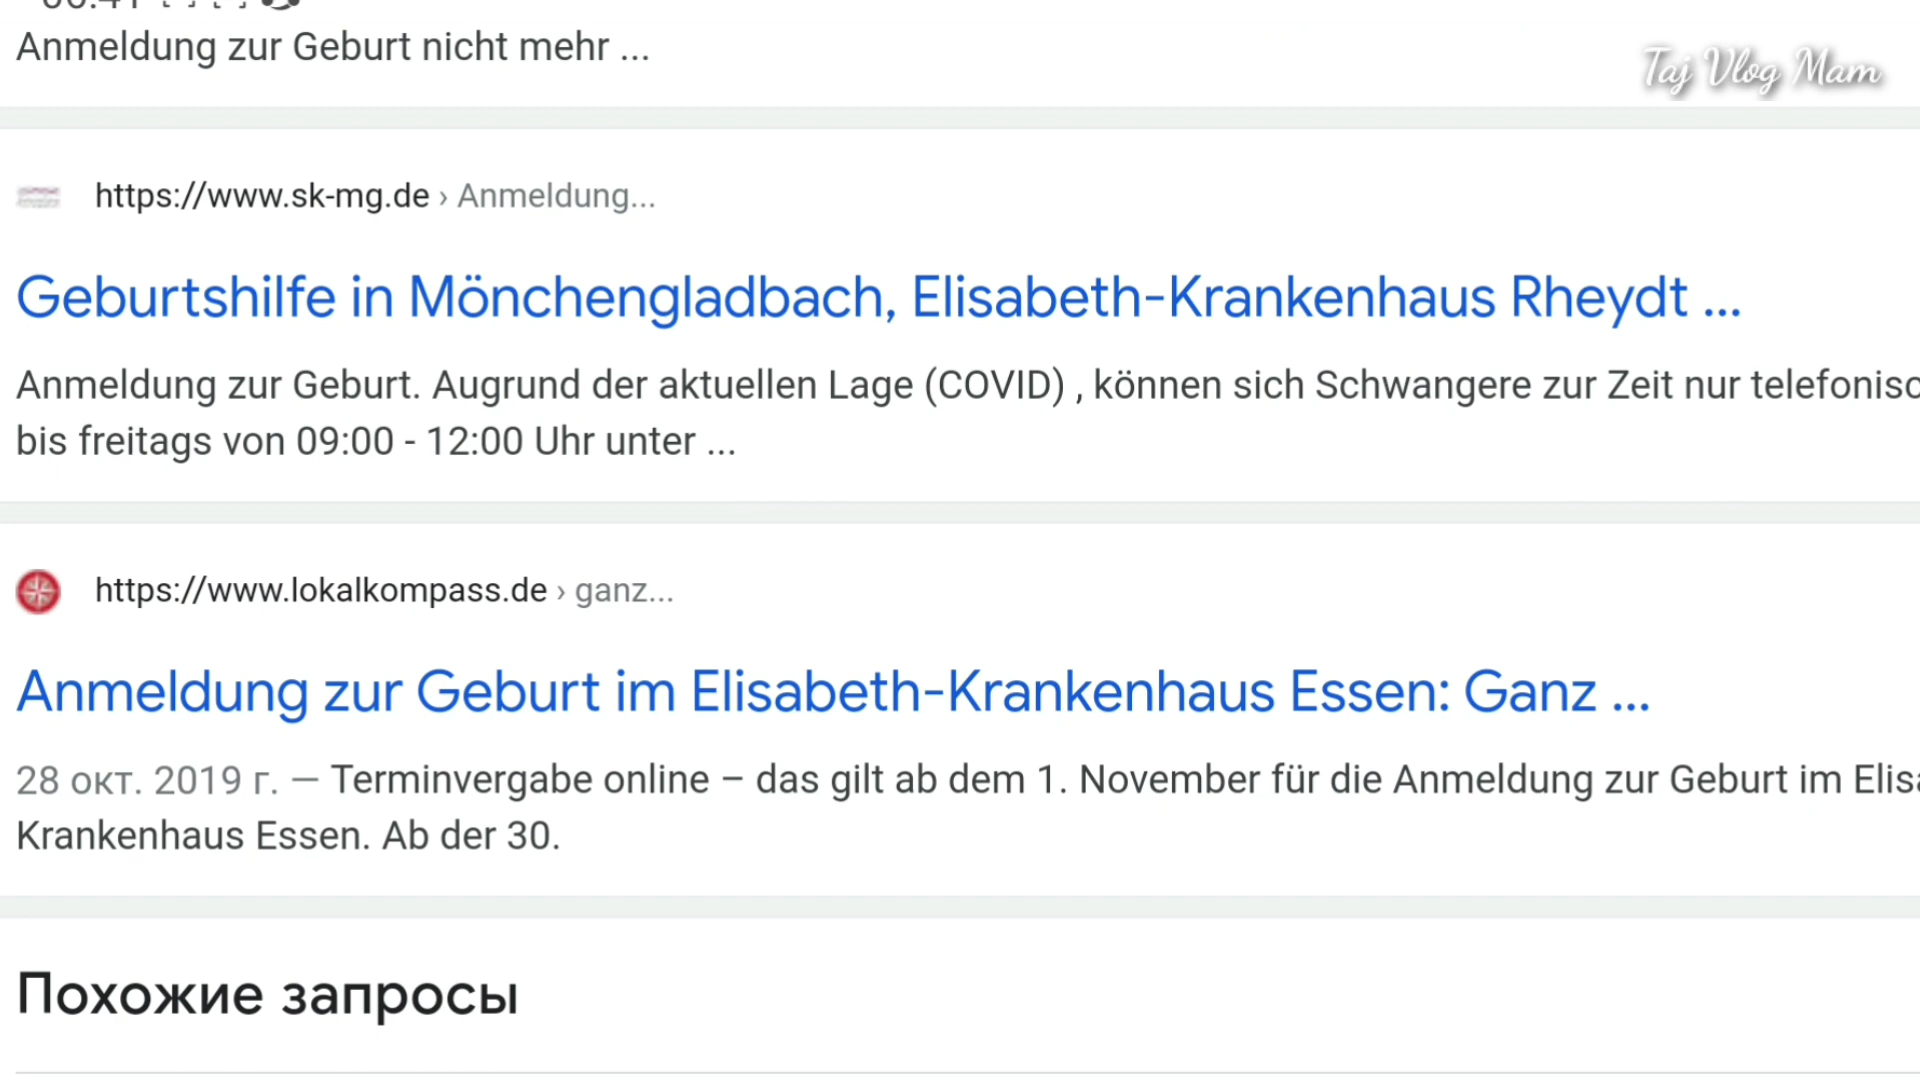 Anmeldung zur Geburt nicht mehr ...
Taj Vlog Mam
https://www.sk-mg.de › Anmeldung...
Geburtshilfe in Mönchengladbach, Elisabeth-Krankenhaus Rheydt ...
Anmeldung zur Geburt. Augrund der aktuellen Lage (COVID) , können sich Schwangere zur Zeit nur
bis freitags von 09:00 - 12:00 Uhr unter ...
https://www.lokalkompass.de › ganz...
Anmeldung zur Geburt im Elisabeth-Krankenhaus Essen: Ganz ...
28 окт. 2019 г. — Terminvergabe online – das gilt ab dem 1. November für die Anmeldung zur Geburt im
Krankenhaus Essen. Ab der 30.
Похожие запросы